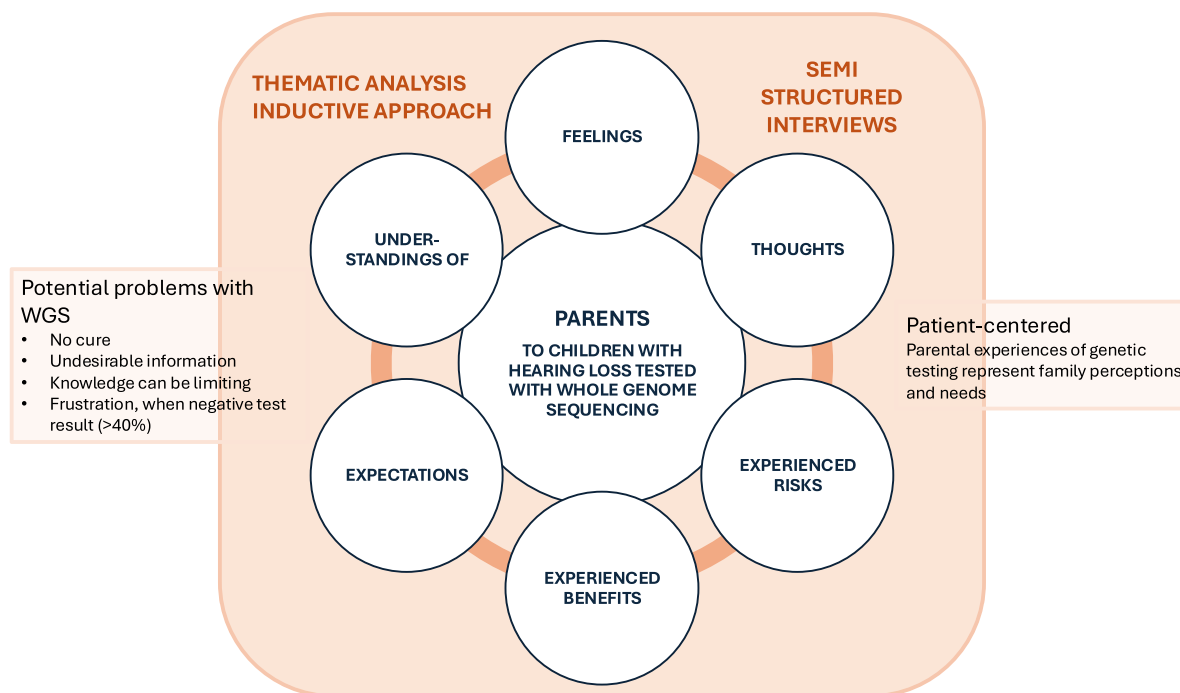 THEMATIC ANALYSIS
INDUCTIVE APPROACH
SEMI
STRUCTURED
INTERVIEWS
FEELINGS
UNDER-
STANDINGS OF
THOUGHTS
Potential problems with
WGS
• No cure
• Undesirable information
• Knowledge can be limiting
• Frustration, when negative test
result (>40%)
PARENTS
TO CHILDREN WITH
HEARING LOSS TESTED
WITH WHOLE GENOME
SEQUENCING
Patient-centered
Parental experiences of genetic
testing represent family perceptions
and needs
EXPECTATIONS
EXPERIENCED
RISKS
EXPERIENCED
BENEFITS